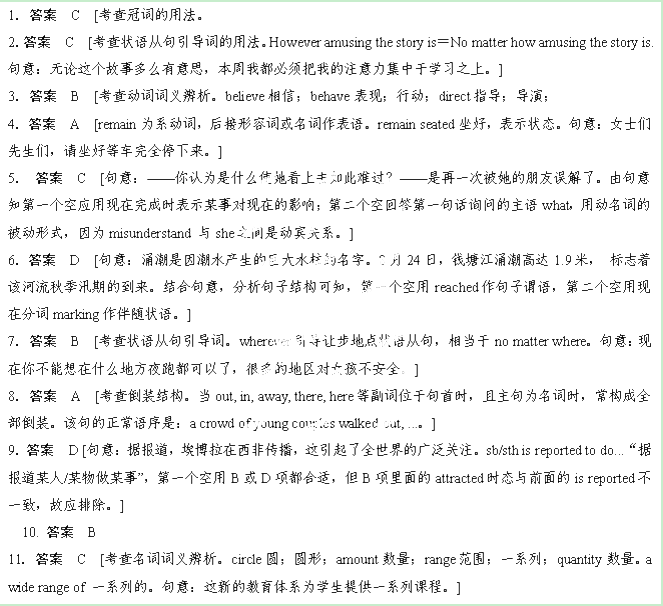 1. 答案 C [考查冠词的用法。
2. 答案 C [考查状语从句引导词的用法。However amusing the story is=No matter how amusing the story is.
句意：无论这个故事多么有意思，本周我都必须把我的注意力集中于学习之上。]
3. 答案 B [考查动词词义辨析。believe 相信；behave 表现；行动；direct 指导；导演；
4. 答案 A [remain 为系动词，后接形容词或名词作表语。remain seated 坐好，表示状态。句意：女士们
先生们，请坐好等车完全停下来。]
5. 答案 C [句意：——你认为是什么使她看上去如此难过？——是再一次被她的朋友误解了。由句意
知第一个空应用现在完成时表示某事对现在的影响；第二个空回答第一句话询问的主语 what，用动名词的
被动形式，因为 misunderstand 与 she 之间是动宾关系。]
6. 答案 D [句意：涌潮是因潮水产生的巨大水柱的名字。月 24 日，钱塘江涌潮高达 1.9 米， 标志着
该河流秋季汛期的到来。结合句意，分析句子结构可知，第一个空用 reached 作句子谓语，第二个空用现
在分词 marking 作伴随状语。]
7. 答案 B [考查状语从句引导词。wherever 引导让步地点状语从句，相当于 no matter where。句意：现
在你不能想在什么地方夜跑都可以了，很多的地区对女孩不安全。]
8. 答案 A [考查倒装结构。当 out, in, away, there, here 等副词位于句首时，且主句为名词时，常构成全
部倒装。该句的正常语序是：a crowd of young couples walked out, ...。]
9. 答案 D [句意：据报道，埃博拉在西非传播，这引起了全世界的广泛关注。sb/sth is reported to do... “据
报道某人/某物做某事”，第一个空用 B 或 D 项都合适，但 B 项里面的 attracted 时态与前面的 is reported 不
一致，故应排除。]
10. 答案 B
11. 答案 C [考查名词词义辨析。circle 圆；圆形；amount 数量；range 范围；一系列；quantity 数量。a
wide range of 一系列的。句意：这新的教育体系为学生提供一系列课程。]